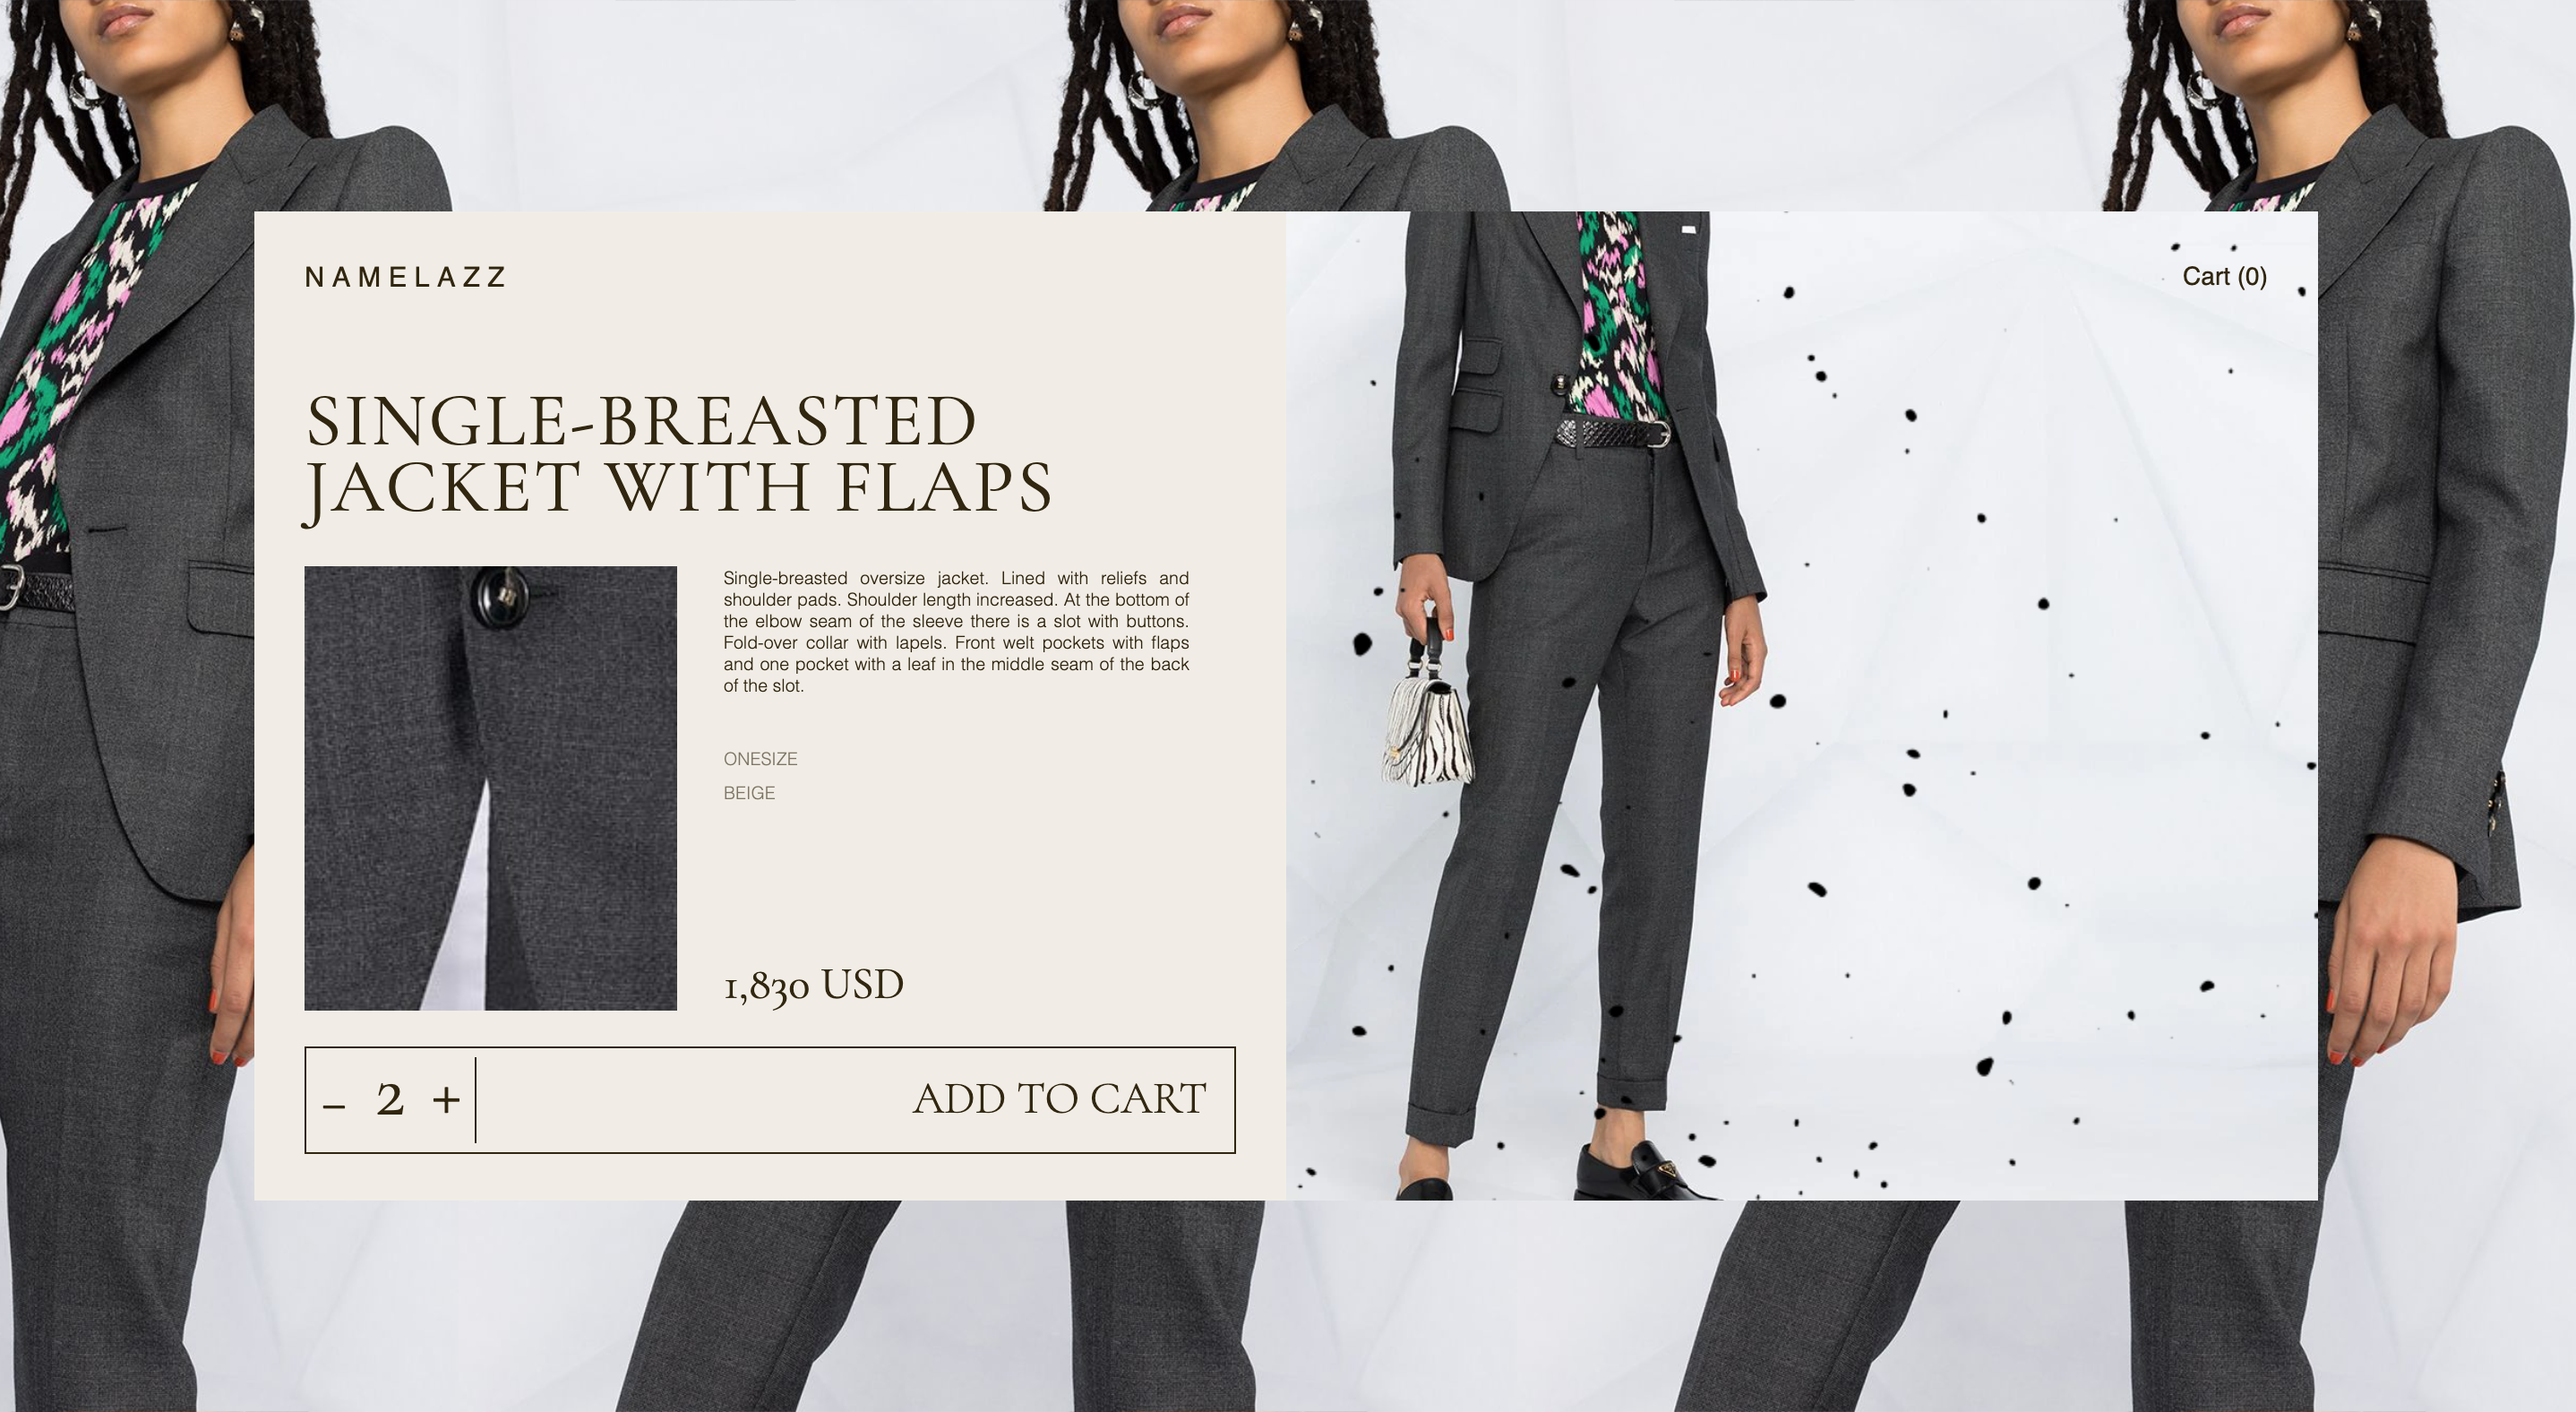 NAMELAZZ
Cart (0)
SINGLE-BREASTED
JACKET WITH FLAPS
Single-breasted oversize jacket. Lined with reliefs and
shoulder pads. Shoulder length increased. At the bottom of
the elbow seam of the sleeve there is a slot with buttons.
Fold-over collar with lapels. Front welt pockets with flaps
and one pocket with a leaf in the middle seam of the back
of the slot.
ONESIZE
BEIGE
1,830 USD
– 2 + ADD TO CART